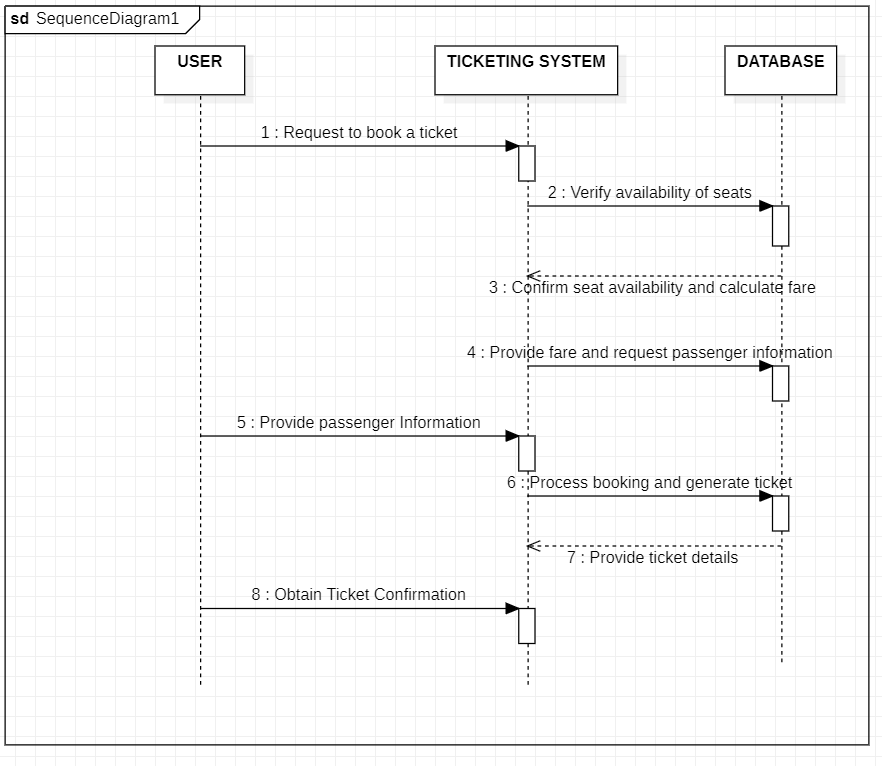 sd SequenceDiagram1
USER
TICKETING SYSTEM
DATABASE
1 : Request to book a ticket
2 : Verify availability of seats
3 : Confirm seat availability and calculate fare
4 : Provide fare and request passenger information
5 : Provide passenger Information
6 : Process booking and generate ticket
7 : Provide ticket details
8 : Obtain Ticket Confirmation